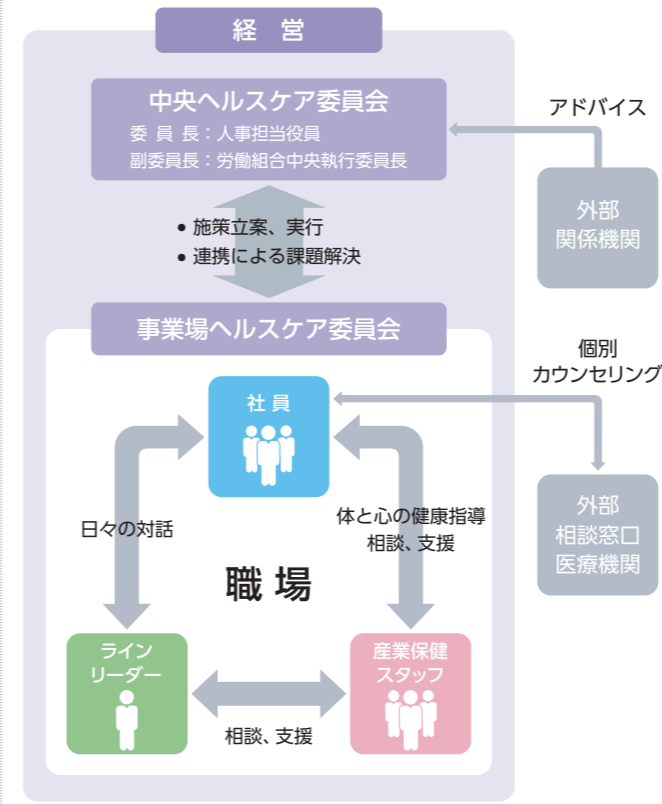 経 営
中央ヘルスケア委員会
委 員 長：人事担当役員
副委員長：労働組合中央執行委員長
アドバイス
外部
関係機関
● 施策立案、実行
● 連携による課題解決
事業場ヘルスケア委員会
個別
カウンセリング
社 員
外部
相談窓口
医療機関
日々の対話
体と心の健康指導
相談、支援
職 場
ライン
リーダー
産業保健
スタッフ
相談、支援